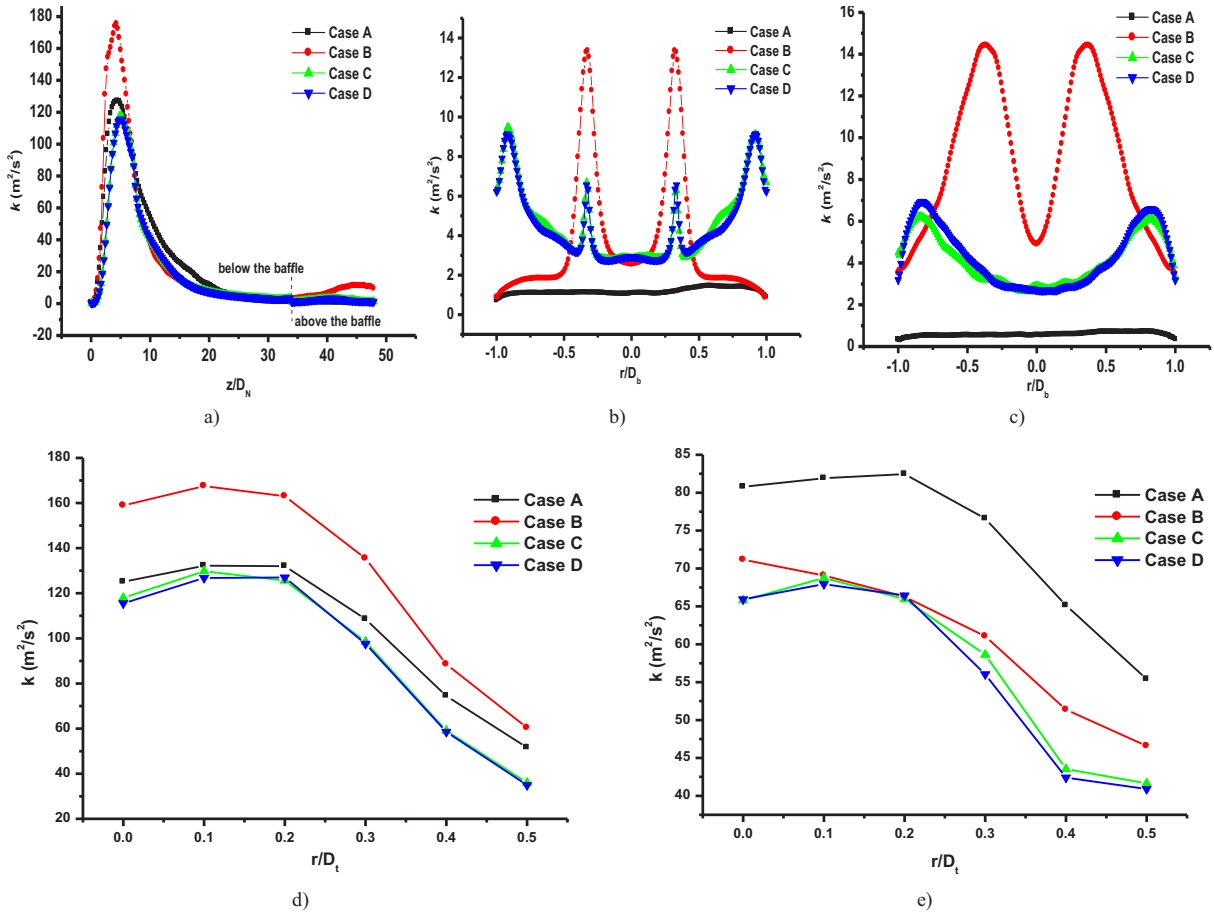 180
160
140
120
100
80
60
40
20
0
-20
k (m²/s²)
Case A
Case B
Case C
Case D
below the baffle
above the baffle
0 10 20 30 40 50
z/D_N
a)
14
12
10
8
6
4
2
0
k (m²/s²)
Case A
Case B
Case C
Case D
-1.0 -0.5 0.0 0.5 1.0
r/D_b
b)
16
14
12
10
8
6
4
2
0
k (m²/s²)
Case A
Case B
Case C
Case D
-1.0 -0.5 0.0 0.5 1.0
r/D_b
c)
180
160
140
120
100
80
60
40
20
k (m²/s²)
Case A
Case B
Case C
Case D
0.0 0.1 0.2 0.3 0.4 0.5
r/D_t
d)
85
80
75
70
65
60
55
50
45
40
k (m²/s²)
Case A
Case B
Case C
Case D
0.0 0.1 0.2 0.3 0.4 0.5
r/D_t
e)